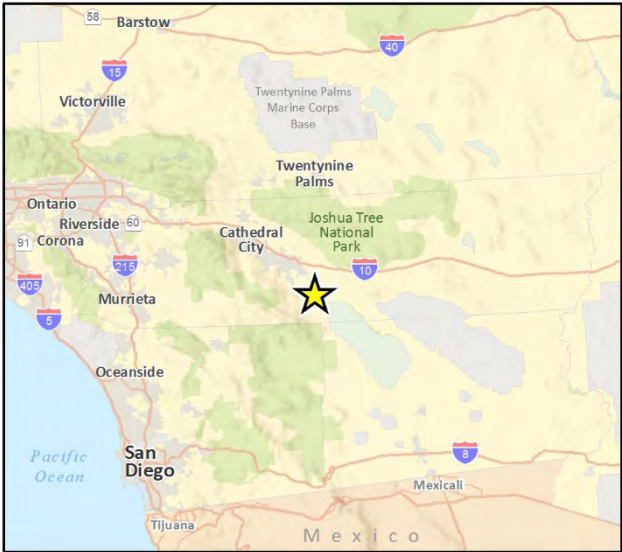 58
Barstow
40
15
Victorville
Twentynine Palms
Marine Corps
Base
Twentynine
Palms
Ontario
Riverside
60
91
Corona
Cathedral
City
Joshua Tree
National
Park
215
10
405
Murrieta
5
Oceanside
Pacific
Ocean
San
Diego
8
Mexicali
Tijuana
Mexico